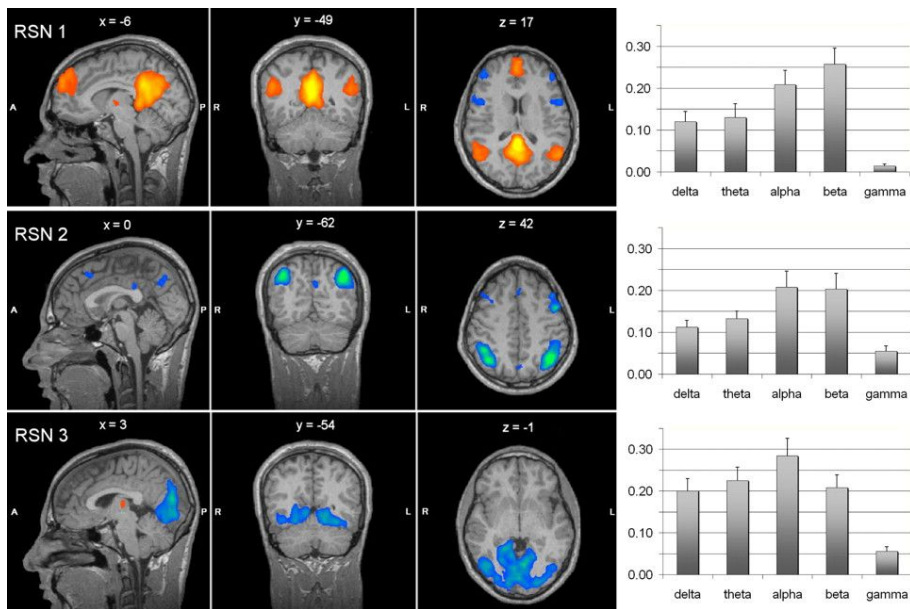 RSN 1
x = -6
y = -49
z = 17
A
P
R
L
R
L
0.30
0.20
0.10
0.00
delta
theta
alpha
beta
gamma
RSN 2
x = 0
y = -62
z = 42
A
P
R
L
R
L
0.30
0.20
0.10
0.00
delta
theta
alpha
beta
gamma
RSN 3
x = 3
y = -54
z = -1
A
P
R
L
R
L
0.30
0.20
0.10
0.00
delta
theta
alpha
beta
gamma